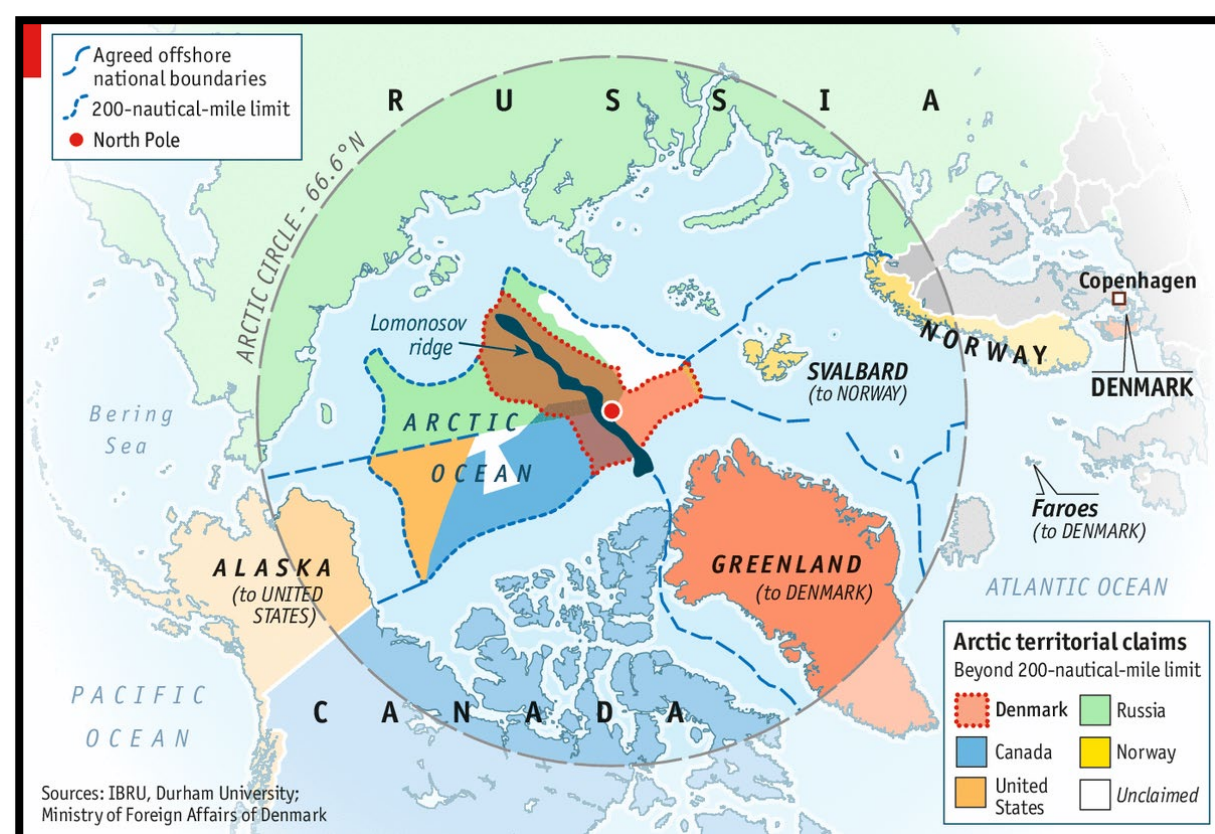 Agreed offshore
national boundaries
200-nautical-mile limit
North Pole
ARCTIC CIRCLE - 66.6°N
RUSSIA
Lomonosov
ridge
Copenhagen
NORWAY
DENMARK
SVALBARD
(to NORWAY)
Bering
Sea
ARCTIC
OCEAN
Faroes
(to DENMARK)
ALASKA
(to UNITED
STATES)
GREENLAND
(to DENMARK)
ATLANTIC OCEAN
PACIFIC
OCEAN
CANADA
Arctic territorial claims
Beyond 200-nautical-mile limit
Denmark
Russia
Canada
Norway
United
States
Unclaimed
Sources: IBRU, Durham University;
Ministry of Foreign Affairs of Denmark